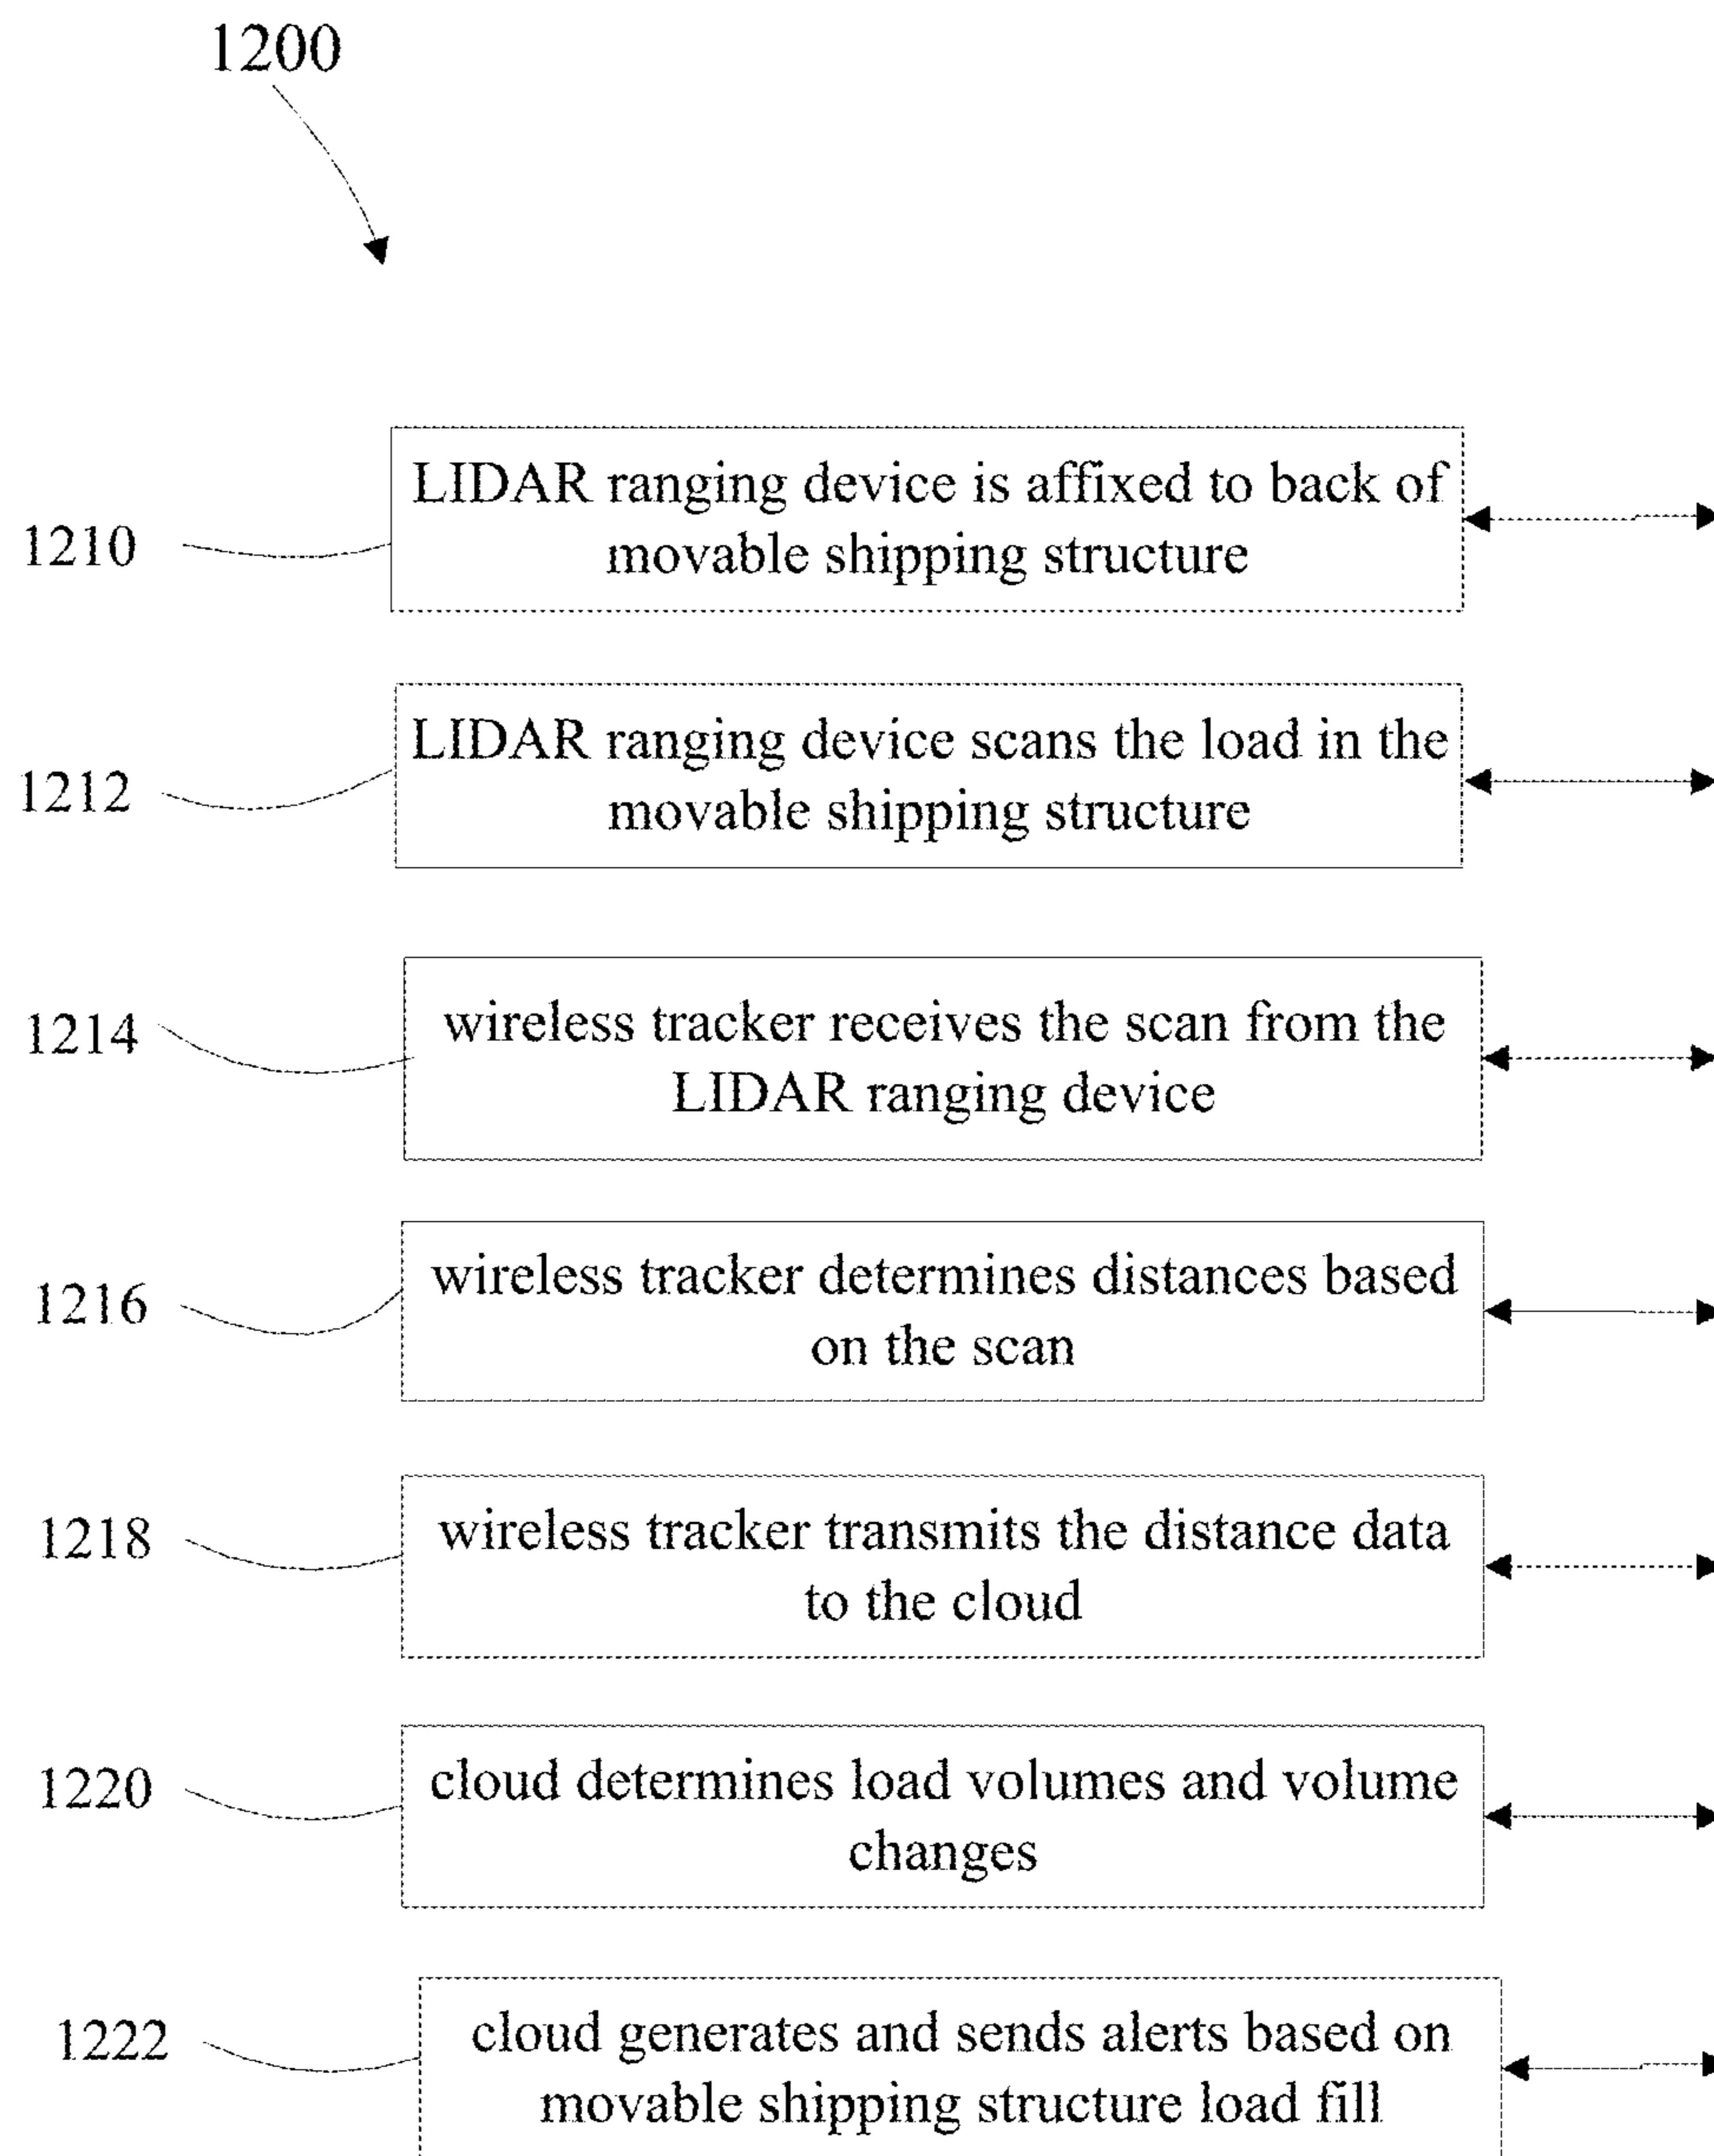 1200
LIDAR ranging device is affixed to back of
movable shipping structure
1210
LIDAR ranging device scans the load in the
movable shipping structure
1212
wireless tracker receives the scan from the
LIDAR ranging device
1214
wireless tracker determines distances based
on the scan
1216
wireless tracker transmits the distance data
to the cloud
1218
cloud determines load volumes and volume
changes
1220
cloud generates and sends alerts based on
movable shipping structure load fill
1222